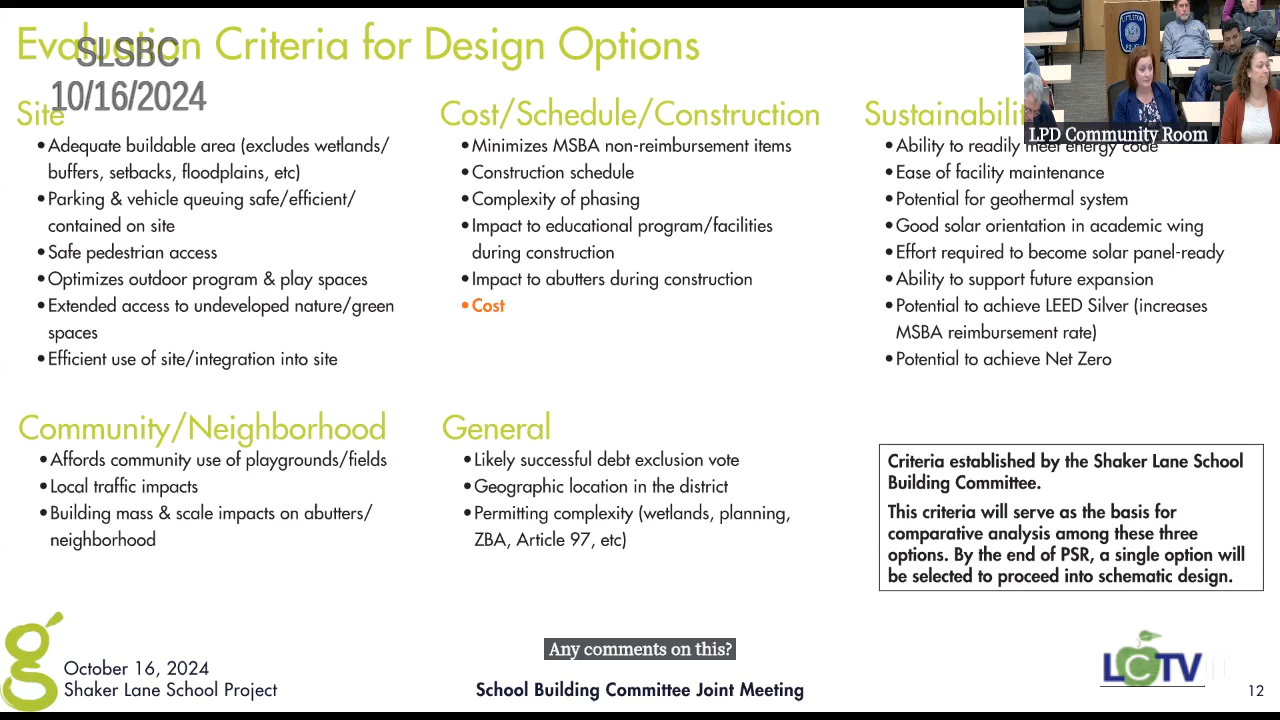 Evaluation Criteria for Design Options
SLSBC
10/16/2024
Site
• Adequate buildable area (excludes wetlands/
buffers, setbacks, floodplains, etc)
• Parking & vehicle queuing safe/efficient/
contained on site
• Safe pedestrian access
• Optimizes outdoor program & play spaces
• Extended access to undeveloped nature/green
spaces
• Efficient use of site/integration into site
Cost/Schedule/Construction
• Minimizes MSBA non-reimbursement items
• Construction schedule
• Complexity of phasing
• Impact to educational program/facilities
during construction
• Impact to abutters during construction
• Cost
Sustainabilit
• Ability to readily meet energy code
• Ease of facility maintenance
• Potential for geothermal system
• Good solar orientation in academic wing
• Effort required to become solar panel-ready
• Ability to support future expansion
• Potential to achieve LEED Silver (increases
MSBA reimbursement rate)
• Potential to achieve Net Zero
LITTLETON
POLICE
LPD Community Room
Community/Neighborhood
• Affords community use of playgrounds/fields
• Local traffic impacts
• Building mass & scale impacts on abutters/
neighborhood
General
• Likely successful debt exclusion vote
• Geographic location in the district
• Permitting complexity (wetlands, planning,
ZBA, Article 97, etc)
Criteria established by the Shaker Lane School
Building Committee.
This criteria will serve as the basis for
comparative analysis among these three
options. By the end of PSR, a single option will
be selected to proceed into schematic design.
Any comments on this?
g
October 16, 2024
Shaker Lane School Project
School Building Committee Joint Meeting
LCTV
12